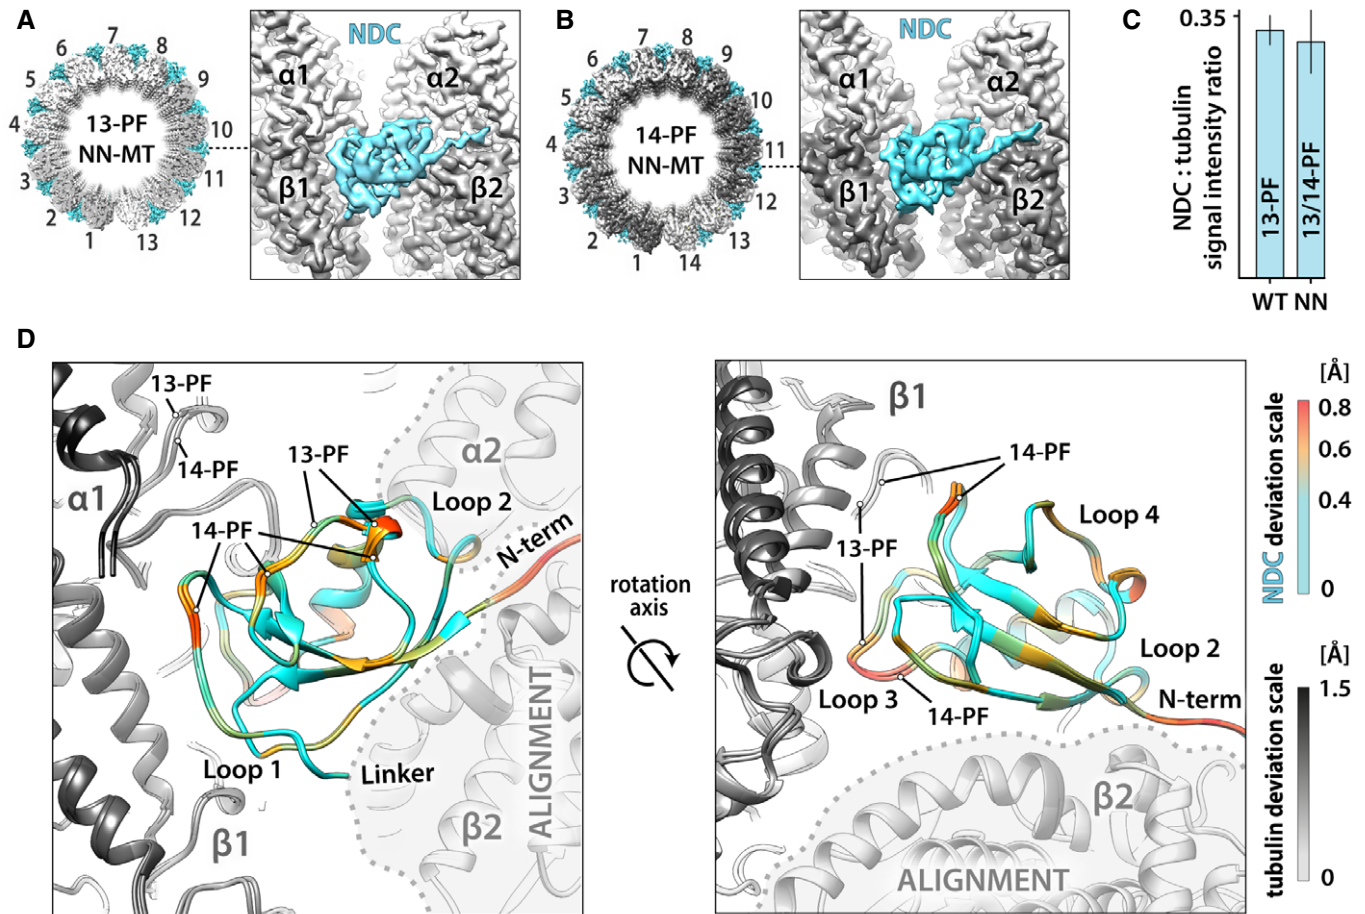 A
7
6
8
5
9
4
10
3
11
2
12
1
13
13-PF
NN-MT
NDC
α1
α2
β1
β2
B
7
8
6
9
5
10
4
11
3
12
2
13
1
14
14-PF
NN-MT
NDC
α1
α2
β1
β2
C
NDC : tubulin
signal intensity ratio
0.35
13-PF
13/14-PF
WT NN
D
13-PF
14-PF
α1
13-PF
14-PF
α2
Loop 2
N-term
Loop 1
Linker
β1
β2
ALIGNMENT
rotation
axis
β1
14-PF
13-PF
Loop 4
Loop 2
N-term
Loop 3
14-PF
β2
ALIGNMENT
NDC deviation scale
[Å]
0.8
0.6
0.4
0
tubulin deviation scale
[Å]
1.5
0